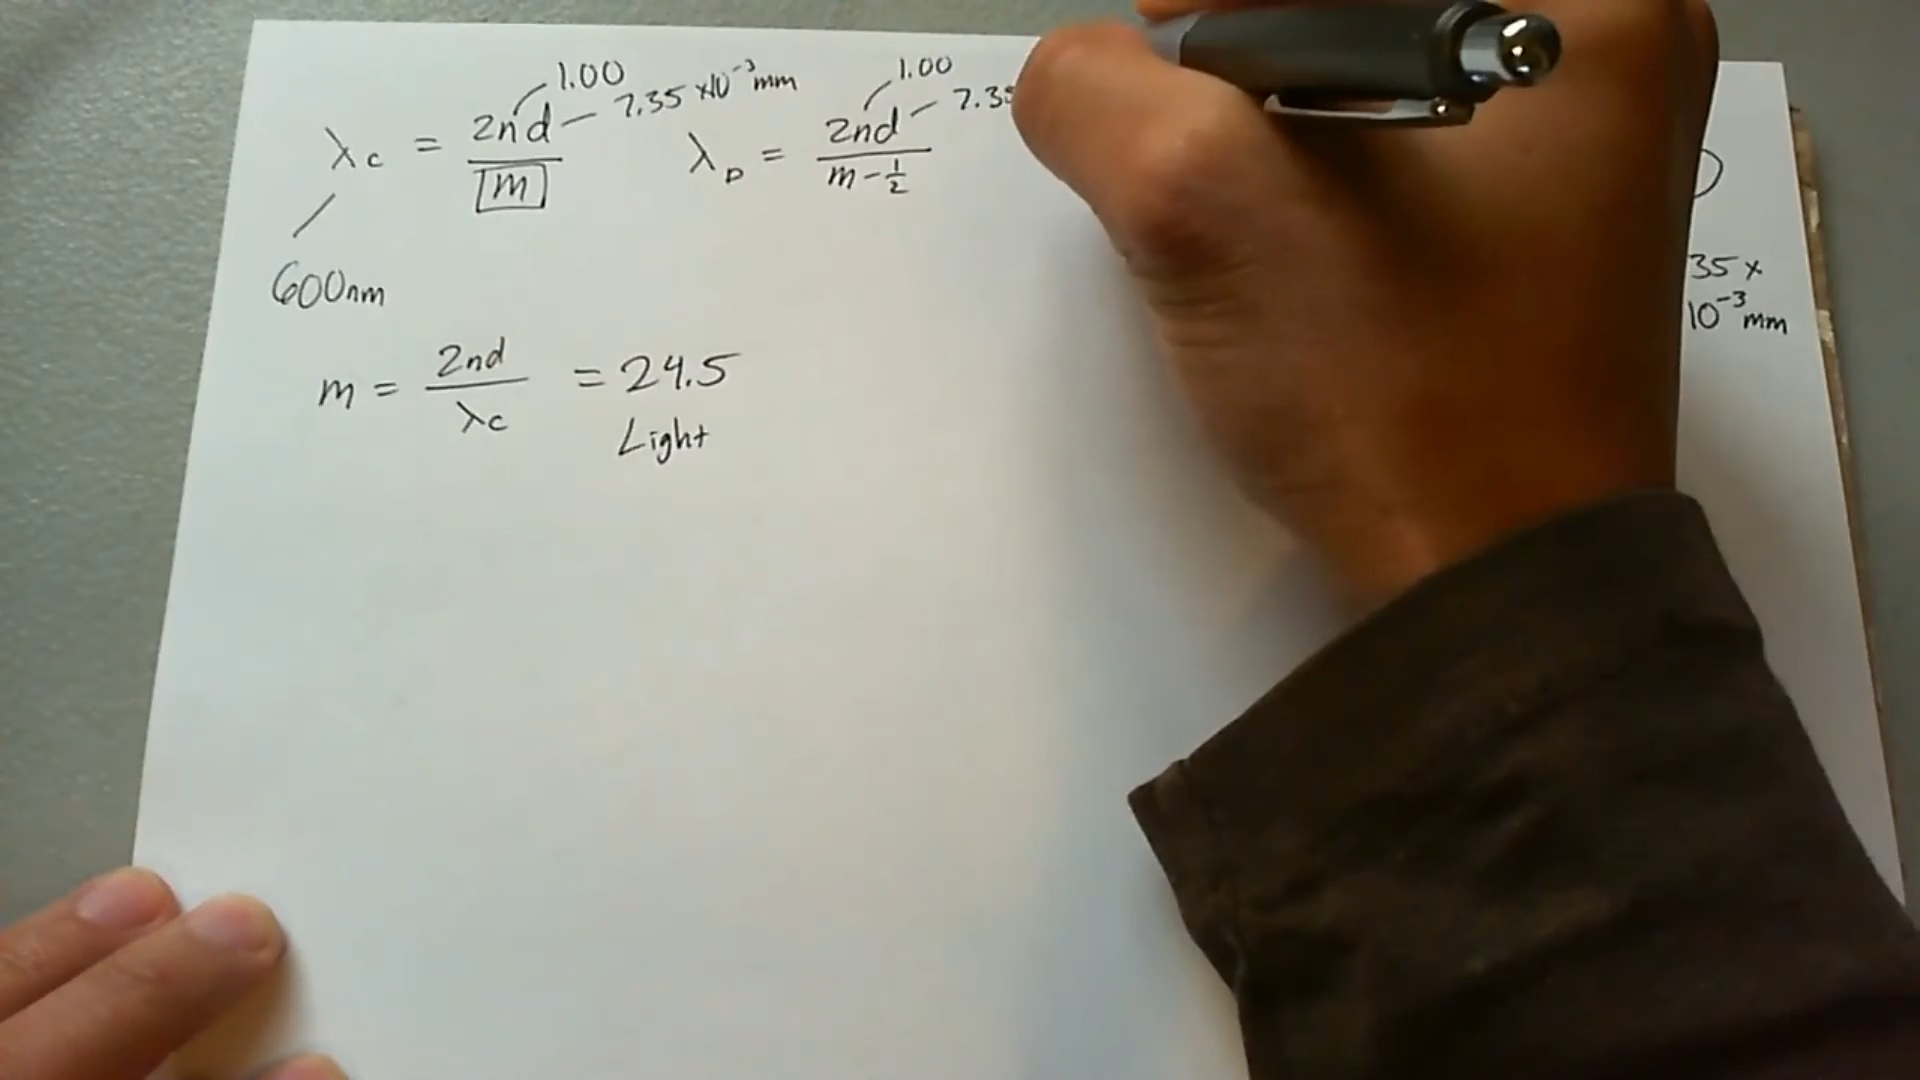 1.00
7.35 x10⁻³ mm
λc = 2nd / m
600nm
1.00
7.35
λD = 2nd / m - 1/2
m = 2nd / λc = 24.5
Light
35 x
10⁻³ mm